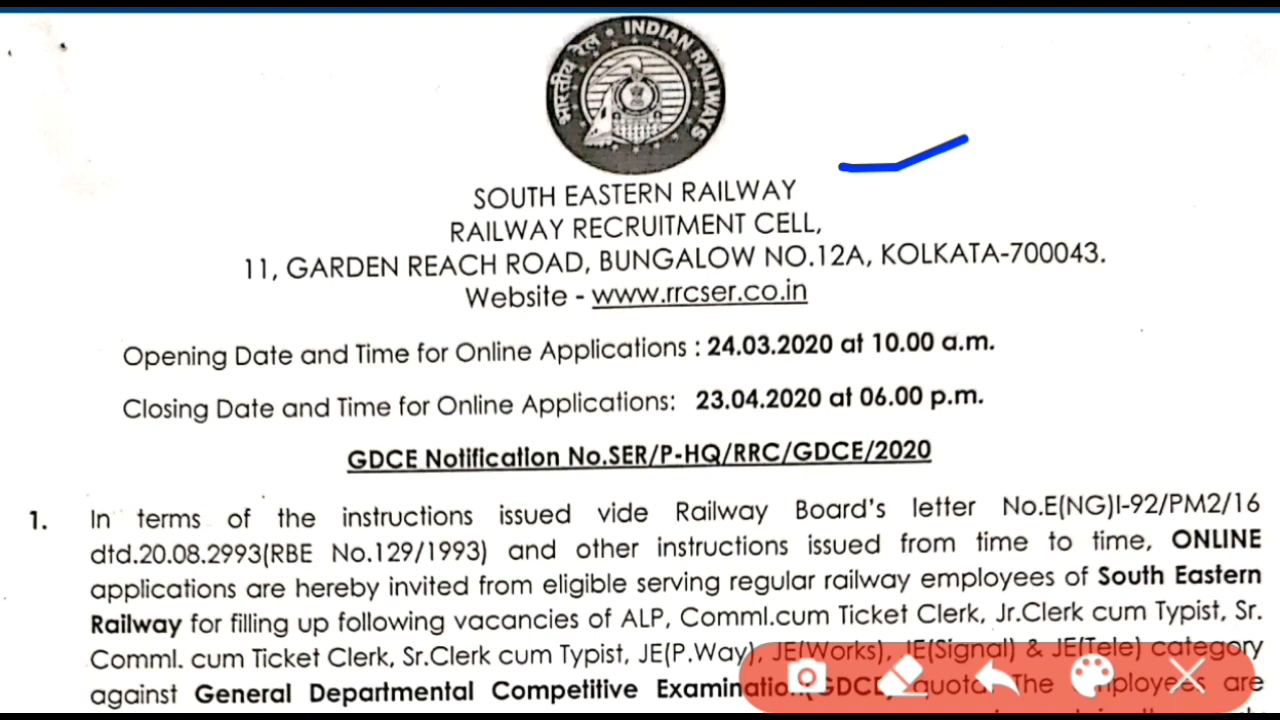 भारतीय रेल • INDIAN RAILWAYS
SOUTH EASTERN RAILWAY
RAILWAY RECRUITMENT CELL,
11, GARDEN REACH ROAD, BUNGALOW NO.12A, KOLKATA-700043.
Website - www.rrcser.co.in
Opening Date and Time for Online Applications : 24.03.2020 at 10.00 a.m.
Closing Date and Time for Online Applications: 23.04.2020 at 06.00 p.m.
GDCE Notification No.SER/P-HQ/RRC/GDCE/2020
1. In terms of the instructions issued vide Railway Board's letter No.E(NG)I-92/PM2/16
dtd.20.08.2993(RBE No.129/1993) and other instructions issued from time to time, ONLINE
applications are hereby invited from eligible serving regular railway employees of South Eastern
Railway for filling up following vacancies of ALP, Comml.cum Ticket Clerk, Jr.Clerk cum Typist, Sr.
Comml. cum Ticket Clerk, Sr.Clerk cum Typist, JE(P.Way), JE(Works), JE(Signal) & JE(Tele) category
against General Departmental Competitive Examination(GDCE) quota. The employees are